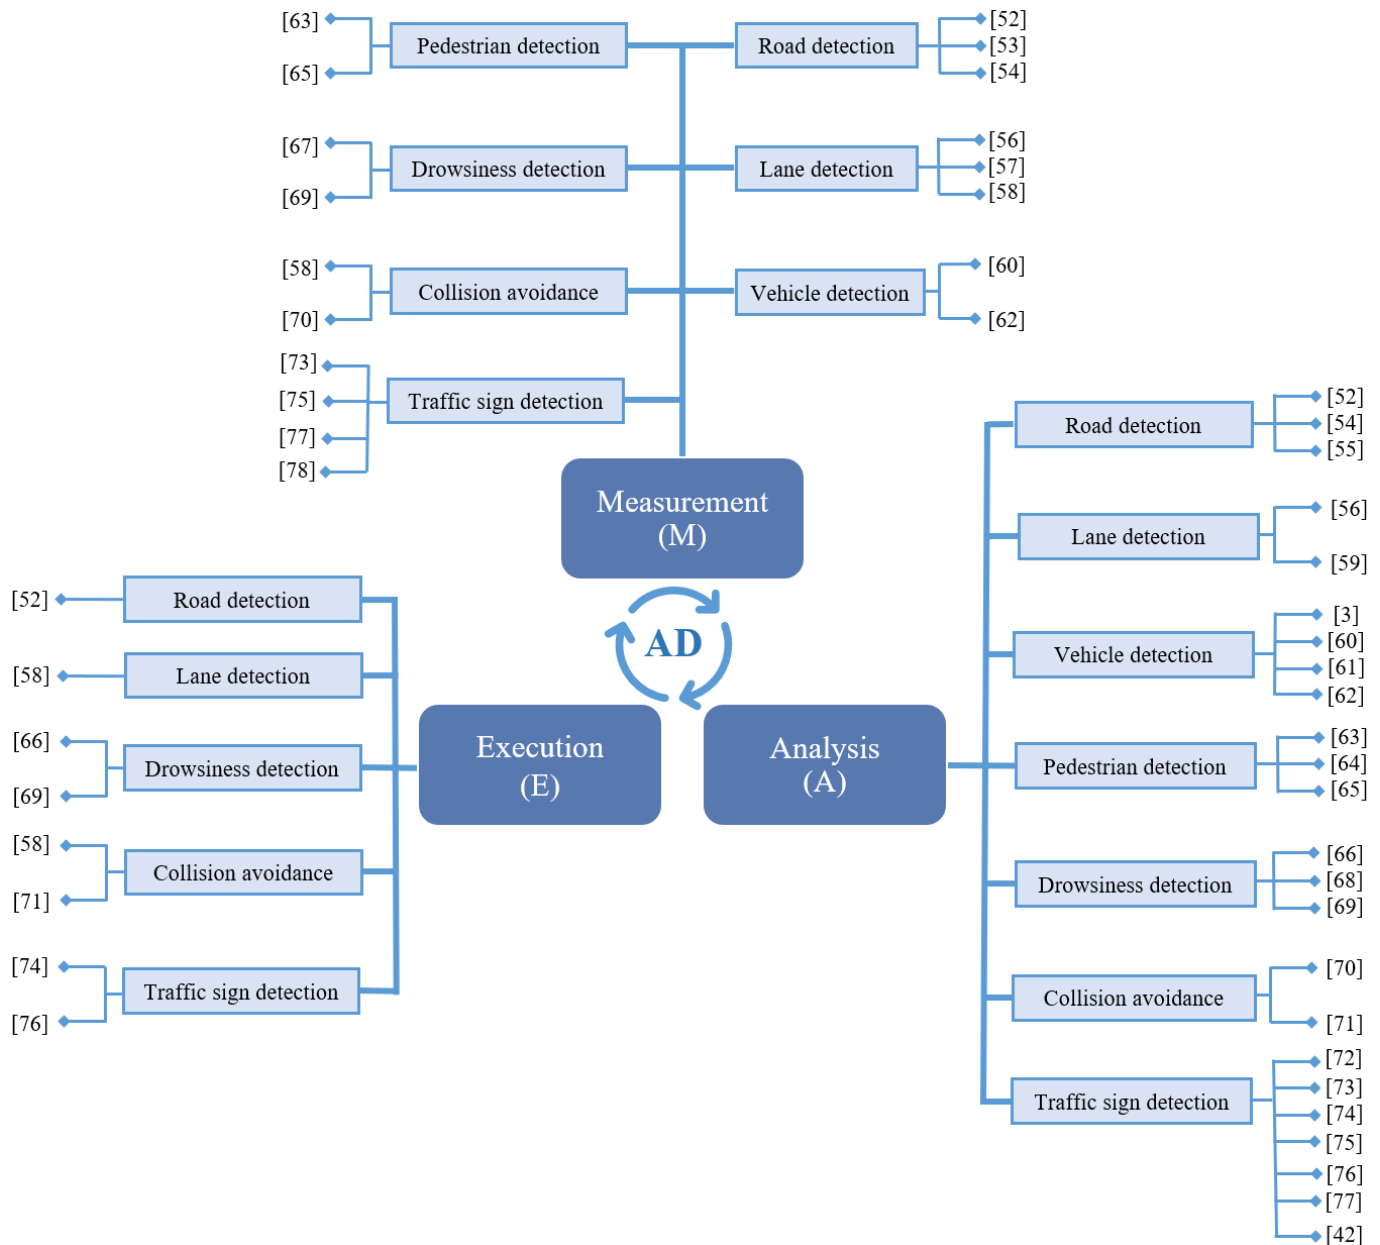 [63]
[65]
Pedestrian detection
Road detection
[52]
[53]
[54]
[67]
[69]
Drowsiness detection
Lane detection
[56]
[57]
[58]
[58]
[70]
Collision avoidance
Vehicle detection
[60]
[62]
[73]
[75]
[77]
[78]
Traffic sign detection
Measurement
(M)
AD
Road detection
[52]
[54]
[55]
Lane detection
[56]
[59]
Vehicle detection
[3]
[60]
[61]
[62]
Analysis
(A)
Pedestrian detection
[63]
[64]
[65]
Drowsiness detection
[66]
[68]
[69]
Collision avoidance
[70]
[71]
Traffic sign detection
[72]
[73]
[74]
[75]
[76]
[77]
[42]
Execution
(E)
[52]
Road detection
[58]
Lane detection
[66]
[69]
Drowsiness detection
[58]
[71]
Collision avoidance
[74]
[76]
Traffic sign detection